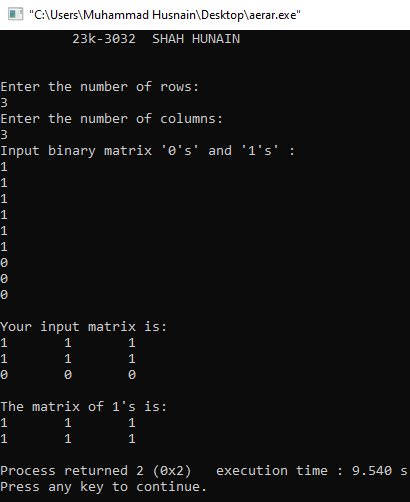 "C:\Users\Muhammad Husnain\Desktop\aerar.exe"
23k-3032  SHAH HUNAIN
Enter the number of rows:
3
Enter the number of columns:
3
Input binary matrix '0's' and '1's' :
1
1
1
1
1
1
0
0
0
Your input matrix is:
1       1       1
1       1       1
0       0       0
The matrix of 1's is:
1       1       1
1       1       1
Process returned 2 (0x2)   execution time : 9.540 s
Press any key to continue.